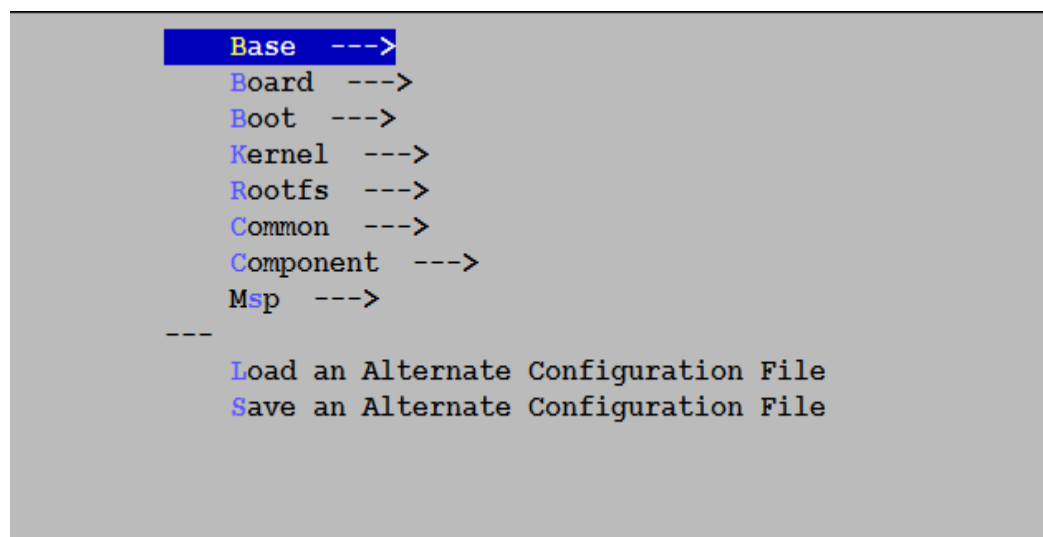 Base  --->
Board  --->
Boot  --->
Kernel  --->
Rootfs  --->
Common  --->
Component  --->
Msp  --->
---
Load an Alternate Configuration File
Save an Alternate Configuration File